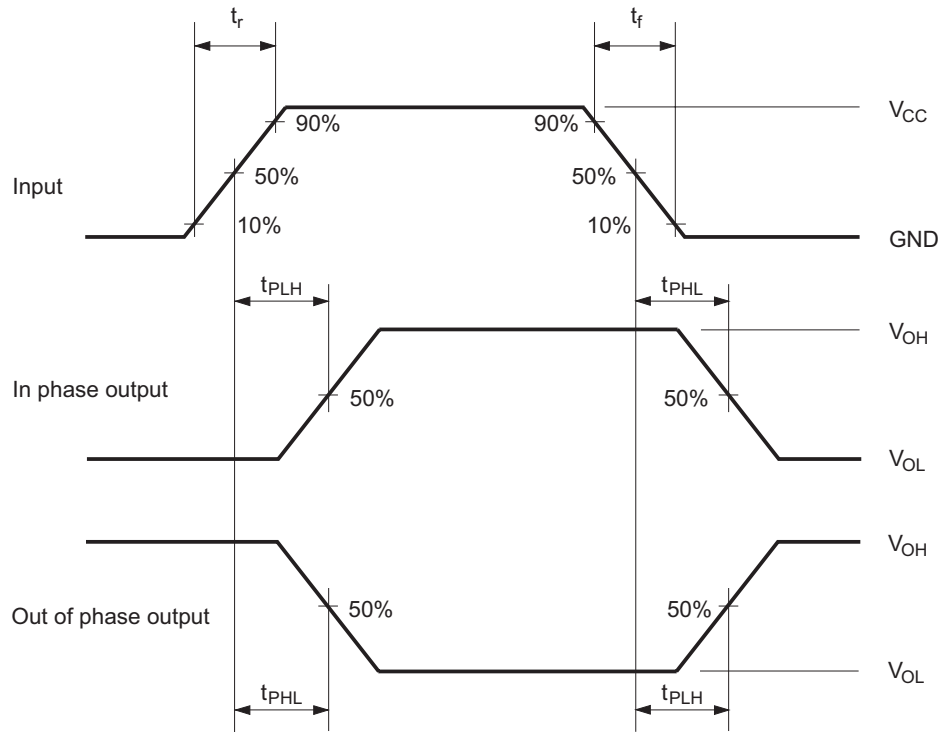 tr
tf
VCC
90%
90%
Input
50%
50%
10%
10%
GND
tPLH
tPHL
VOH
In phase output
50%
50%
VOL
VOH
Out of phase output
50%
50%
VOL
tPHL
tPLH